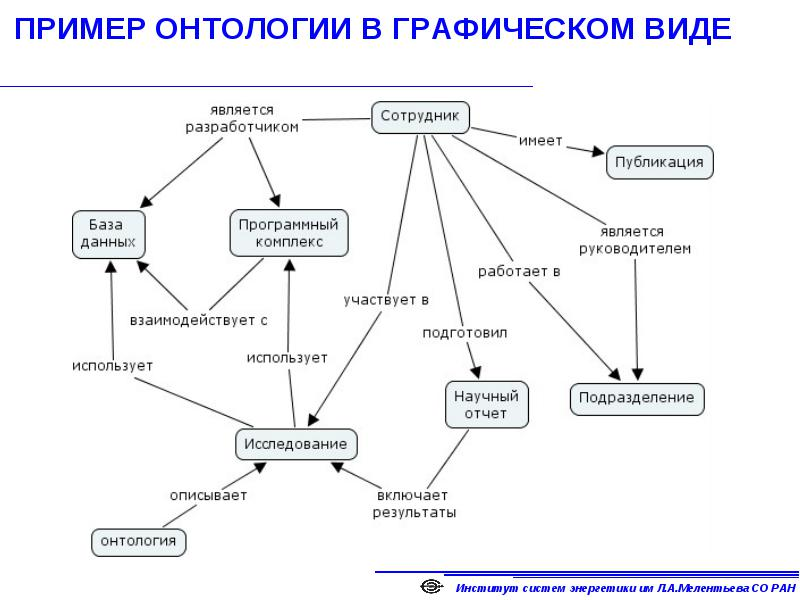 ПРИМЕР ОНТОЛОГИИ В ГРАФИЧЕСКОМ ВИДЕ
является
разработчиком
Сотрудник
имеет
Публикация
База
данных
Программный
комплекс
является
руководителем
работает в
участвует в
взаимодействует с
подготовил
использует
использует
Научный
отчет
Подразделение
Исследование
описывает
включает
результаты
онтология
Институт систем энергетики им Л.А.Мелентьева СО РАН